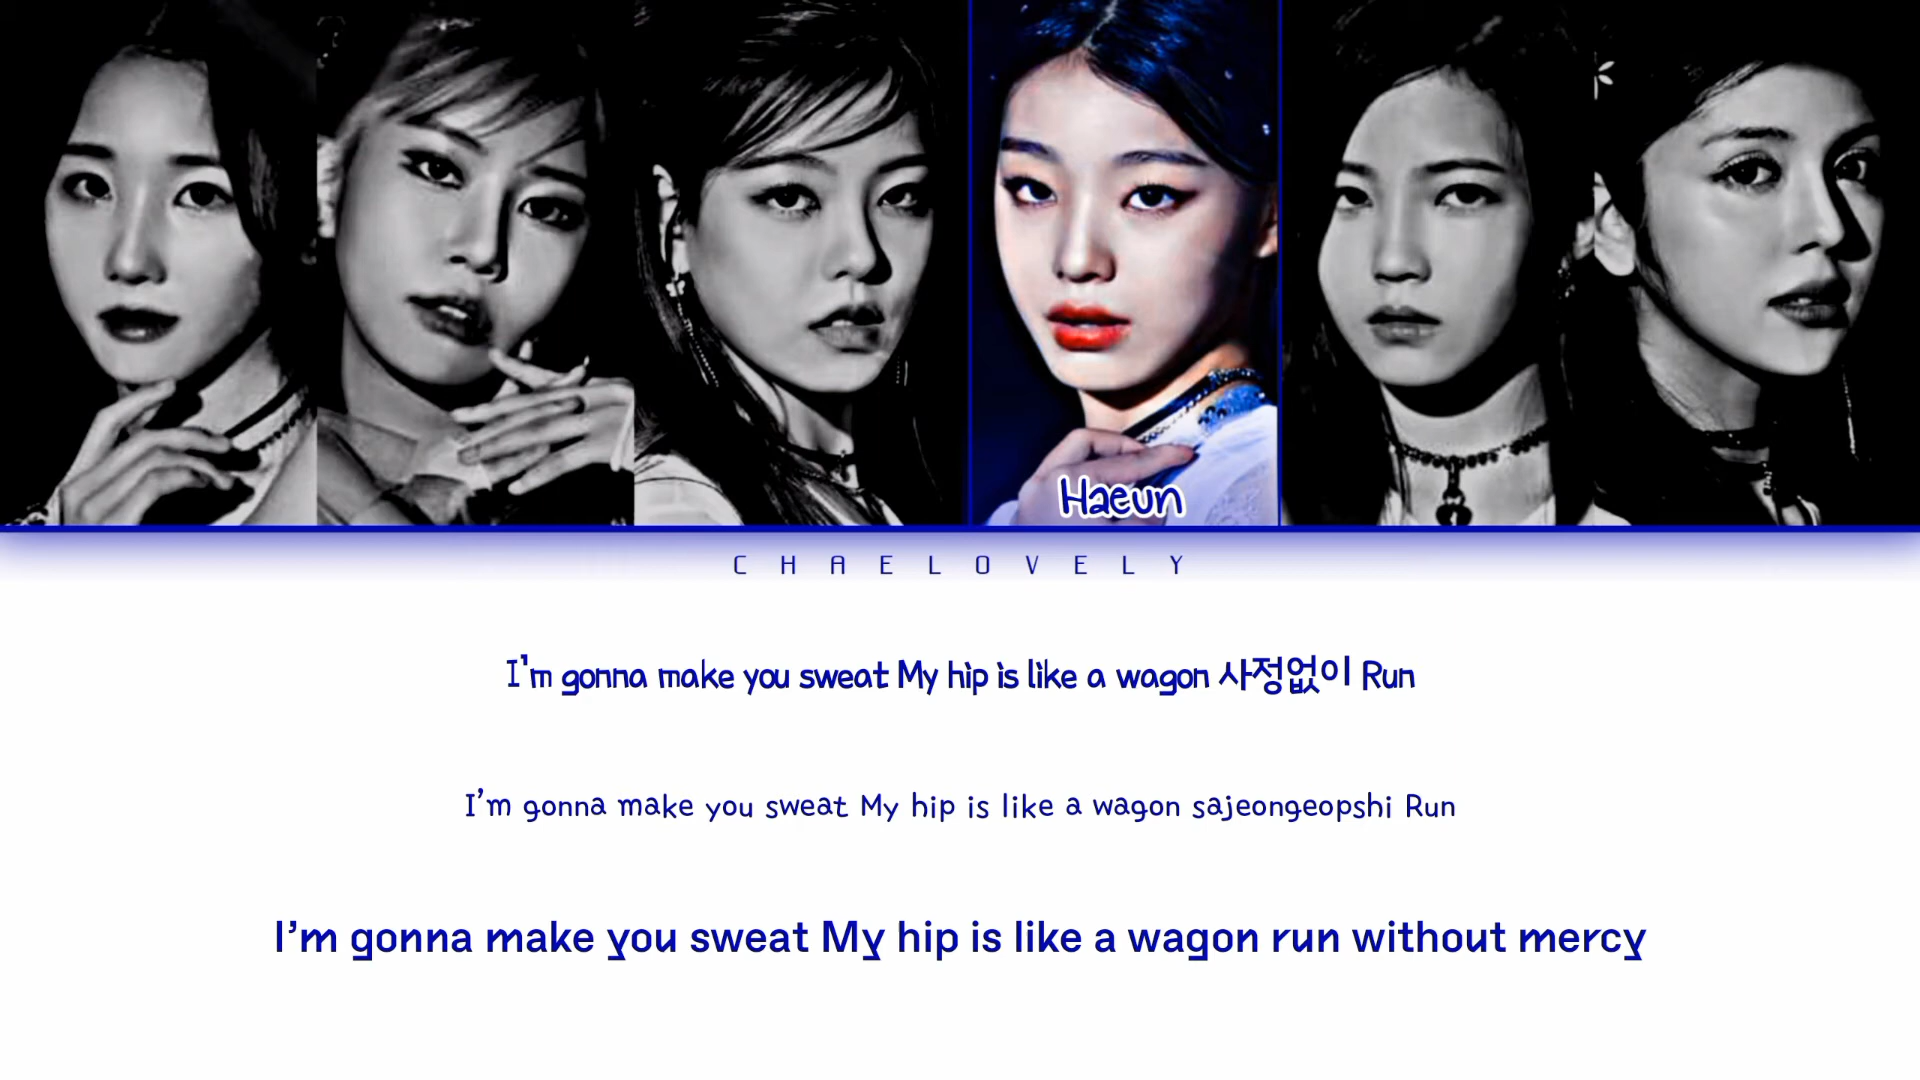 Haeun
CHAELOVELY
I'm gonna make you sweat My hip is like a wagon 사정없이 Run
I'm gonna make you sweat My hip is like a wagon sajeongeopshi Run
I'm gonna make you sweat My hip is like a wagon run without mercy